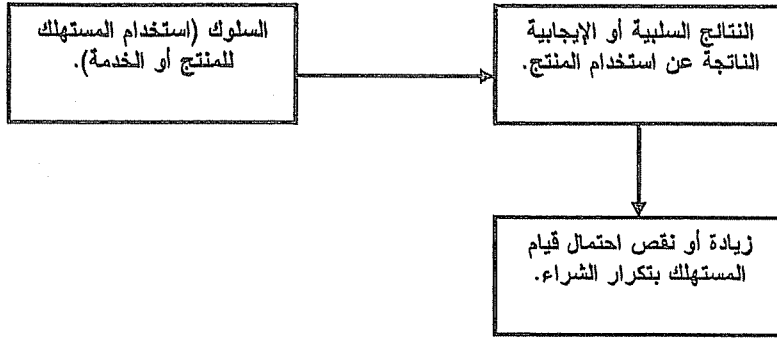 السلوك (استخدام المستهلك
للمنتج أو الخدمة).
النتائج السلبية أو الإيجابية
الناتجة عن استخدام المنتج.
زيادة أو نقص احتمال قيام
المستهلك بتكرار الشراء.